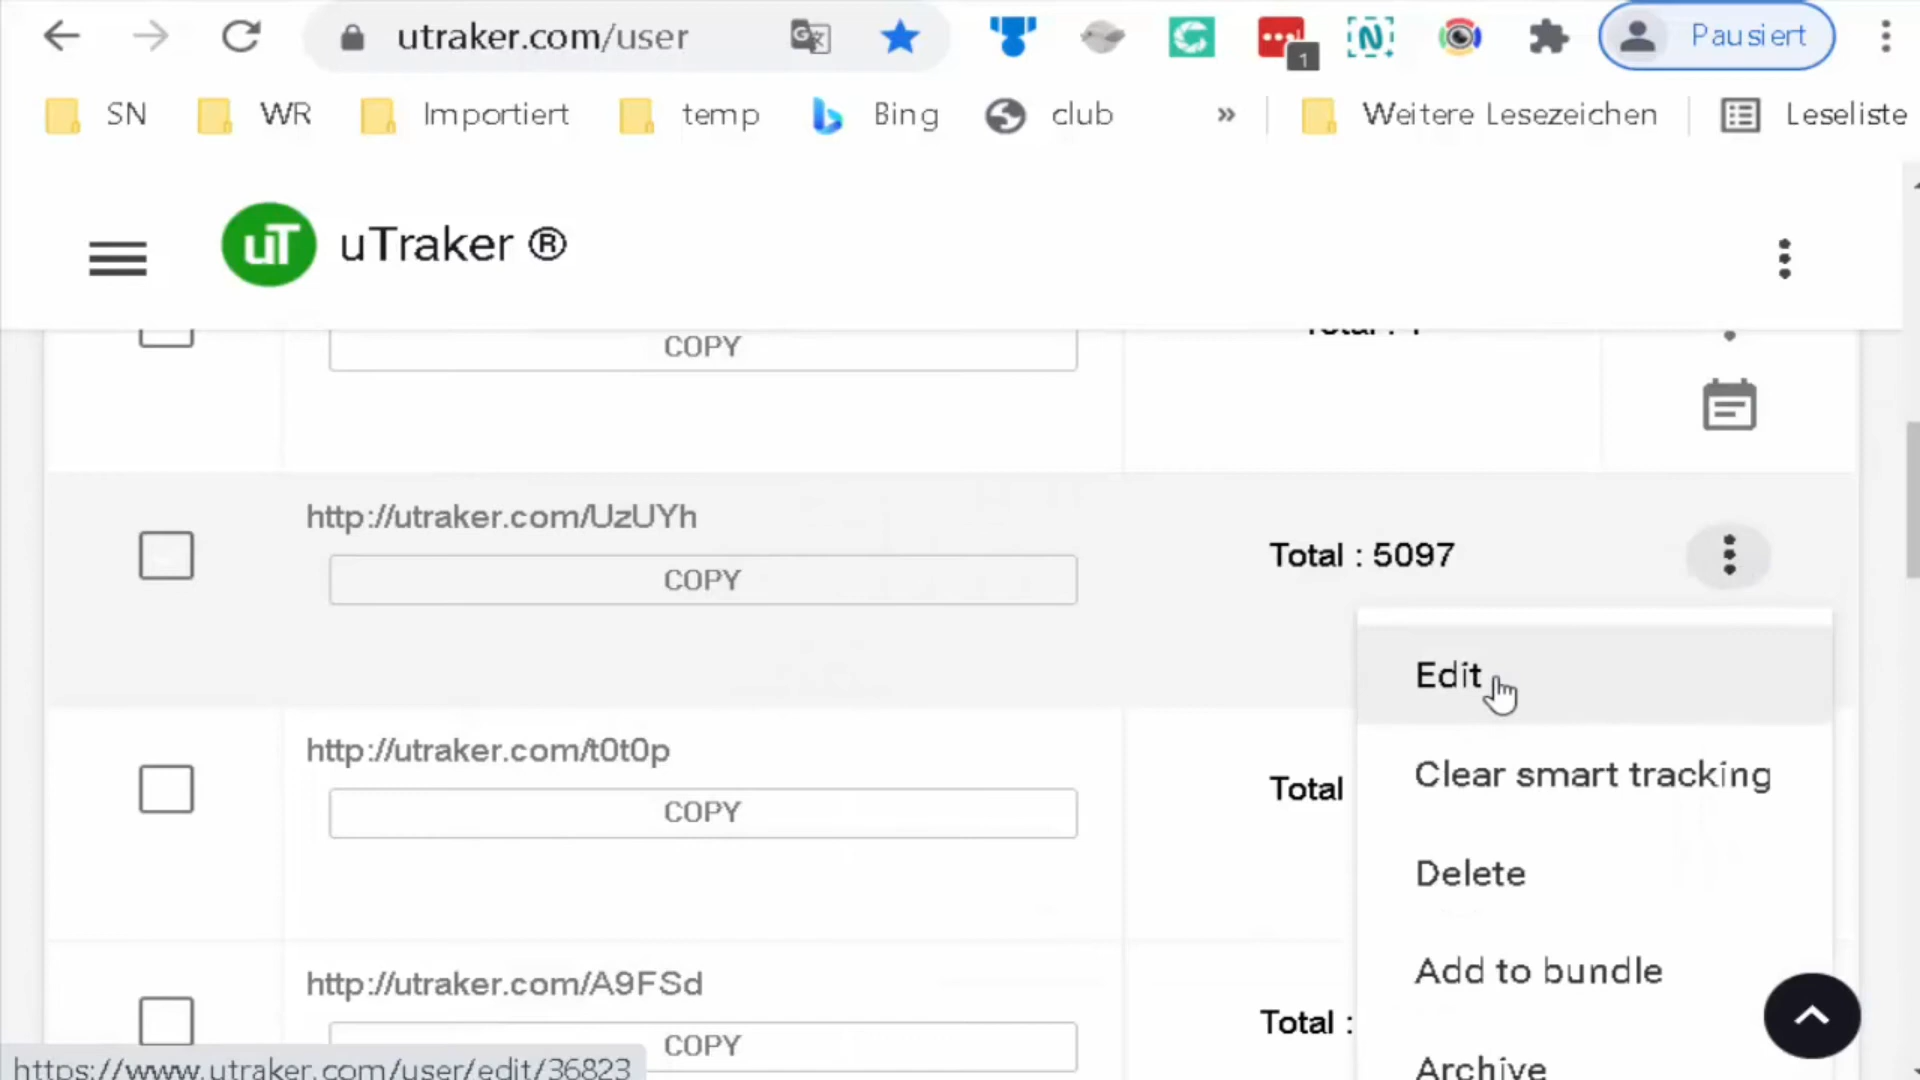 utraker.com/user
1
Pausiert
SN
WR
Importiert
temp
Bing
club
»
Weitere Lesezeichen
Leseliste
uT
uTraker ®
COPY
http://utraker.com/UzUYh
Total : 5097
COPY
Edit
http://utraker.com/t0t0p
Clear smart tracking
Total
COPY
Delete
Add to bundle
http://utraker.com/A9FSd
Total :
COPY
Archive
https://www.utraker.com/user/edit/36823